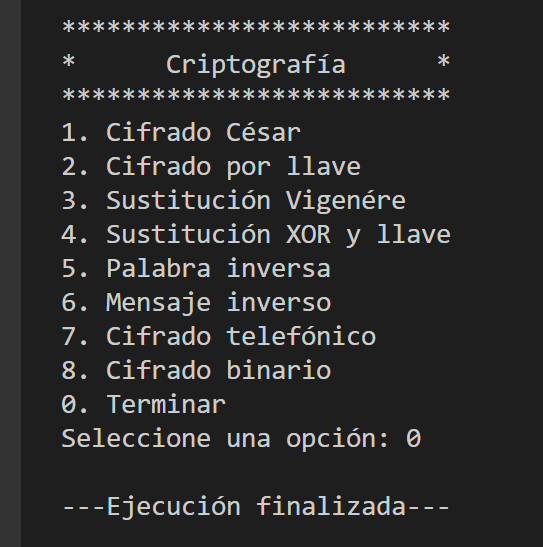 **************************
*      Criptografía      *
**************************
1. Cifrado César
2. Cifrado por llave
3. Sustitución Vigenére
4. Sustitución XOR y llave
5. Palabra inversa
6. Mensaje inverso
7. Cifrado telefónico
8. Cifrado binario
0. Terminar
Seleccione una opción: 0
---Ejecución finalizada---